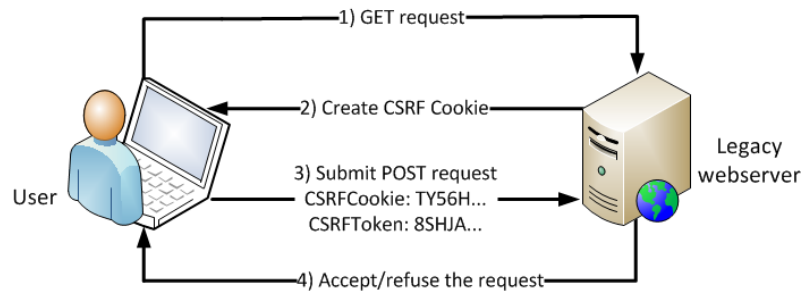 1) GET request
2) Create CSRF Cookie
3) Submit POST request
CSRFCookie: TY56H...
CSRFToken: 8SHJA...
User
Legacy
webserver
4) Accept/refuse the request